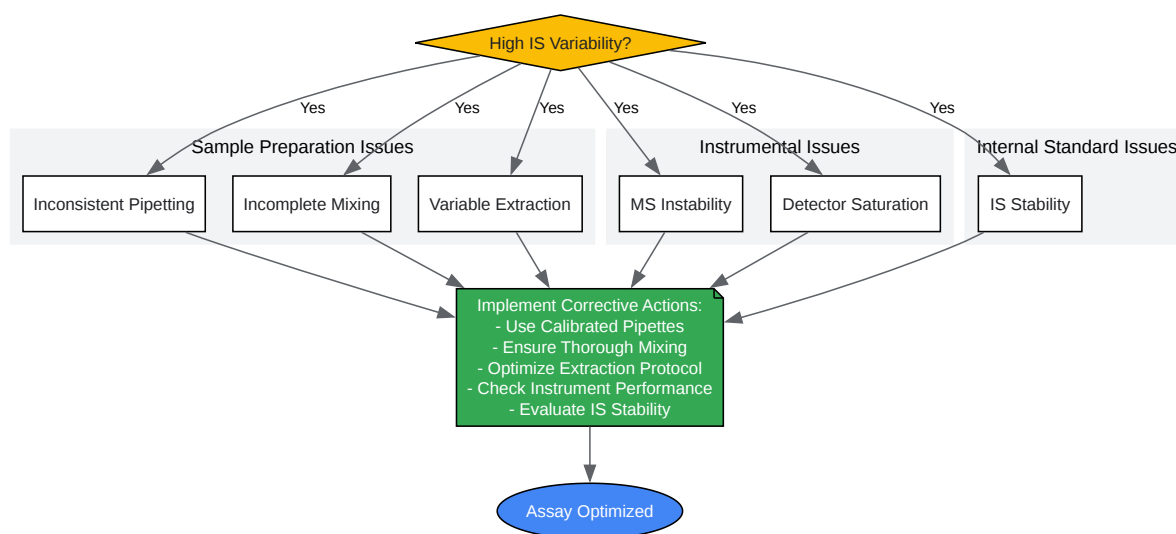 High IS Variability?
Yes
Yes
Yes
Yes
Yes
Yes
Sample Preparation Issues
Instrumental Issues
Internal Standard Issues
Inconsistent Pipetting
Incomplete Mixing
Variable Extraction
MS Instability
Detector Saturation
IS Stability
Implement Corrective Actions:
- Use Calibrated Pipettes
- Ensure Thorough Mixing
- Optimize Extraction Protocol
- Check Instrument Performance
- Evaluate IS Stability
Assay Optimized